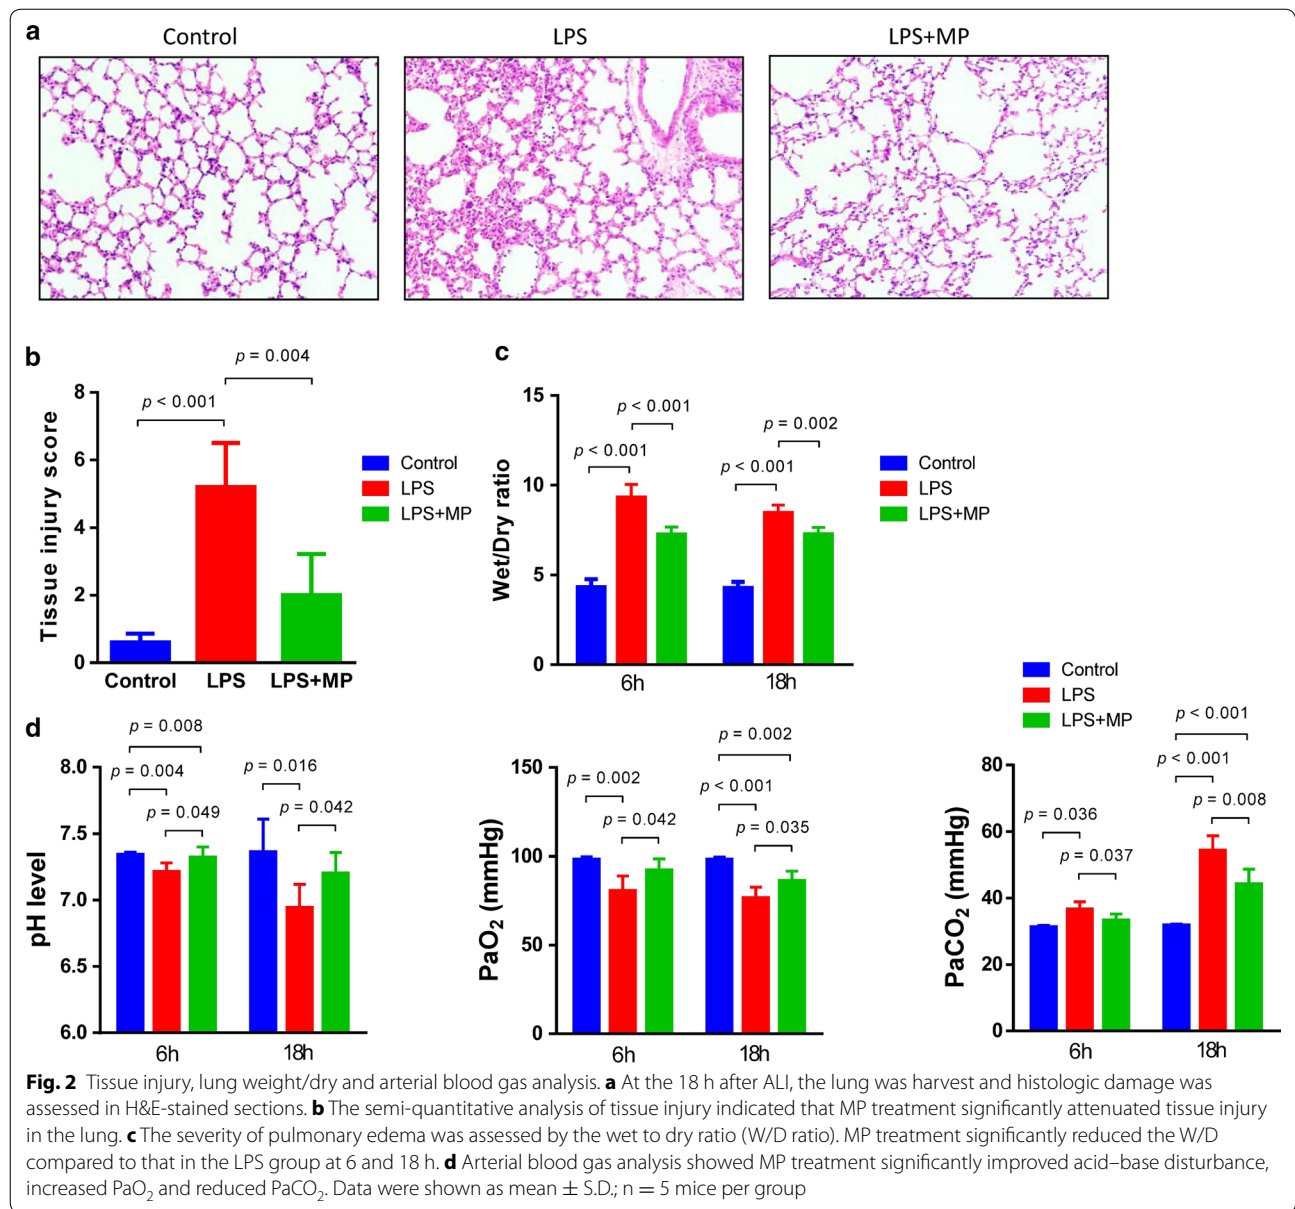 a
Control
LPS
LPS+MP
b
p = 0.004
p < 0.001
Tissue injury score
8
6
4
2
0
Control
LPS
LPS+MP
Control
LPS
LPS+MP
c
p < 0.001
p < 0.001
p = 0.002
p < 0.001
Wet/Dry ratio
15
10
5
0
6h
18h
Control
LPS
LPS+MP
d
p = 0.008
p = 0.004
p = 0.049
p = 0.016
p = 0.042
pH level
8.0
7.5
7.0
6.5
6.0
6h
18h
p = 0.002
p = 0.042
p = 0.002
p < 0.001
p = 0.035
PaO₂ (mmHg)
150
100
50
0
6h
18h
Control
LPS
LPS+MP
p = 0.036
p = 0.037
p < 0.001
p < 0.001
p = 0.008
PaCO₂ (mmHg)
80
60
40
20
0
6h
18h
Fig. 2 Tissue injury, lung weight/dry and arterial blood gas analysis. a At the 18 h after ALI, the lung was harvest and histologic damage was
assessed in H&E-stained sections. b The semi-quantitative analysis of tissue injury indicated that MP treatment significantly attenuated tissue injury
in the lung. c The severity of pulmonary edema was assessed by the wet to dry ratio (W/D ratio). MP treatment significantly reduced the W/D
compared to that in the LPS group at 6 and 18 h. d Arterial blood gas analysis showed MP treatment significantly improved acid–base disturbance,
increased PaO₂ and reduced PaCO₂. Data were shown as mean ± S.D.; n = 5 mice per group